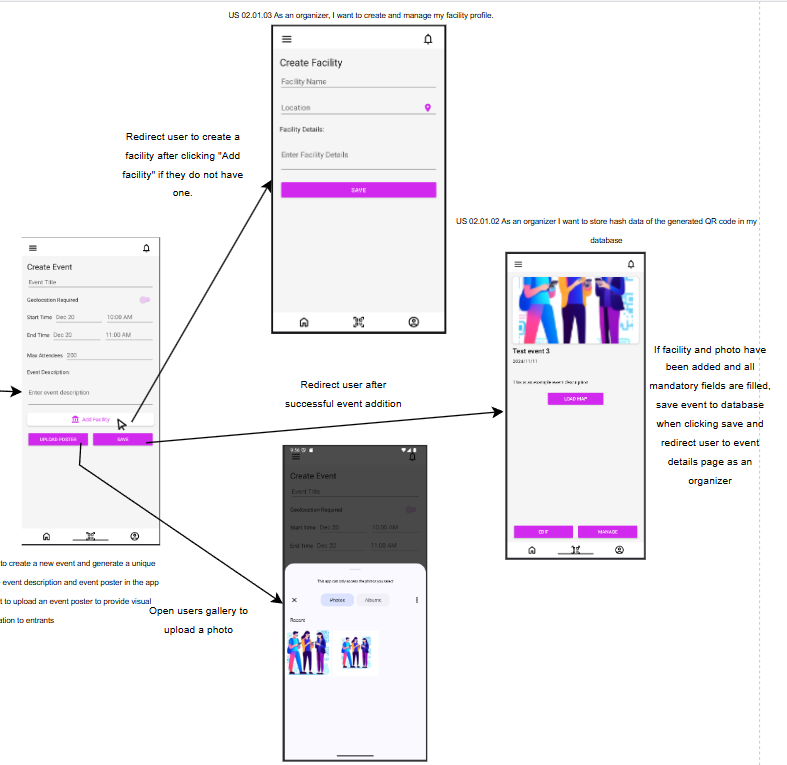 US 02.01.03 As an organizer, I want to create and manage my facility profile.
Create Facility
Facility Name
Location
Facility Details:
Enter Facility Details
SAVE
Redirect user to create a
facility after clicking "Add
facility" if they do not have
one.
US 02.01.02 As an organizer I want to store hash data of the generated QR code in my
database
Create Event
Event Title
Geolocation Required
Start Time Dec 20 10:00 AM
End Time Dec 20 11:00 AM
Max Attendees 200
Event Description
Enter event description
Add Facility
UPLOAD POSTER SAVE
to create a new event and generate a unique
event description and event poster in the app
t to upload an event poster to provide visual
ation to entrants
Redirect user after
successful event addition
Test event 3
2024/11/11
This is an example event description
LOAD MAP
EDIT MANAGE
If facility and photo have
been added and all
mandatory fields are filled,
save event to database
when clicking save and
redirect user to event
details page as an
organizer
Open users gallery to
upload a photo
9:56
Create Event
Event Title
Geolocation Required
Start Time Dec 20 10:00 AM
End Time Dec 20 11:00 AM
This app can only access the photos you select
Photos Albums
Recent